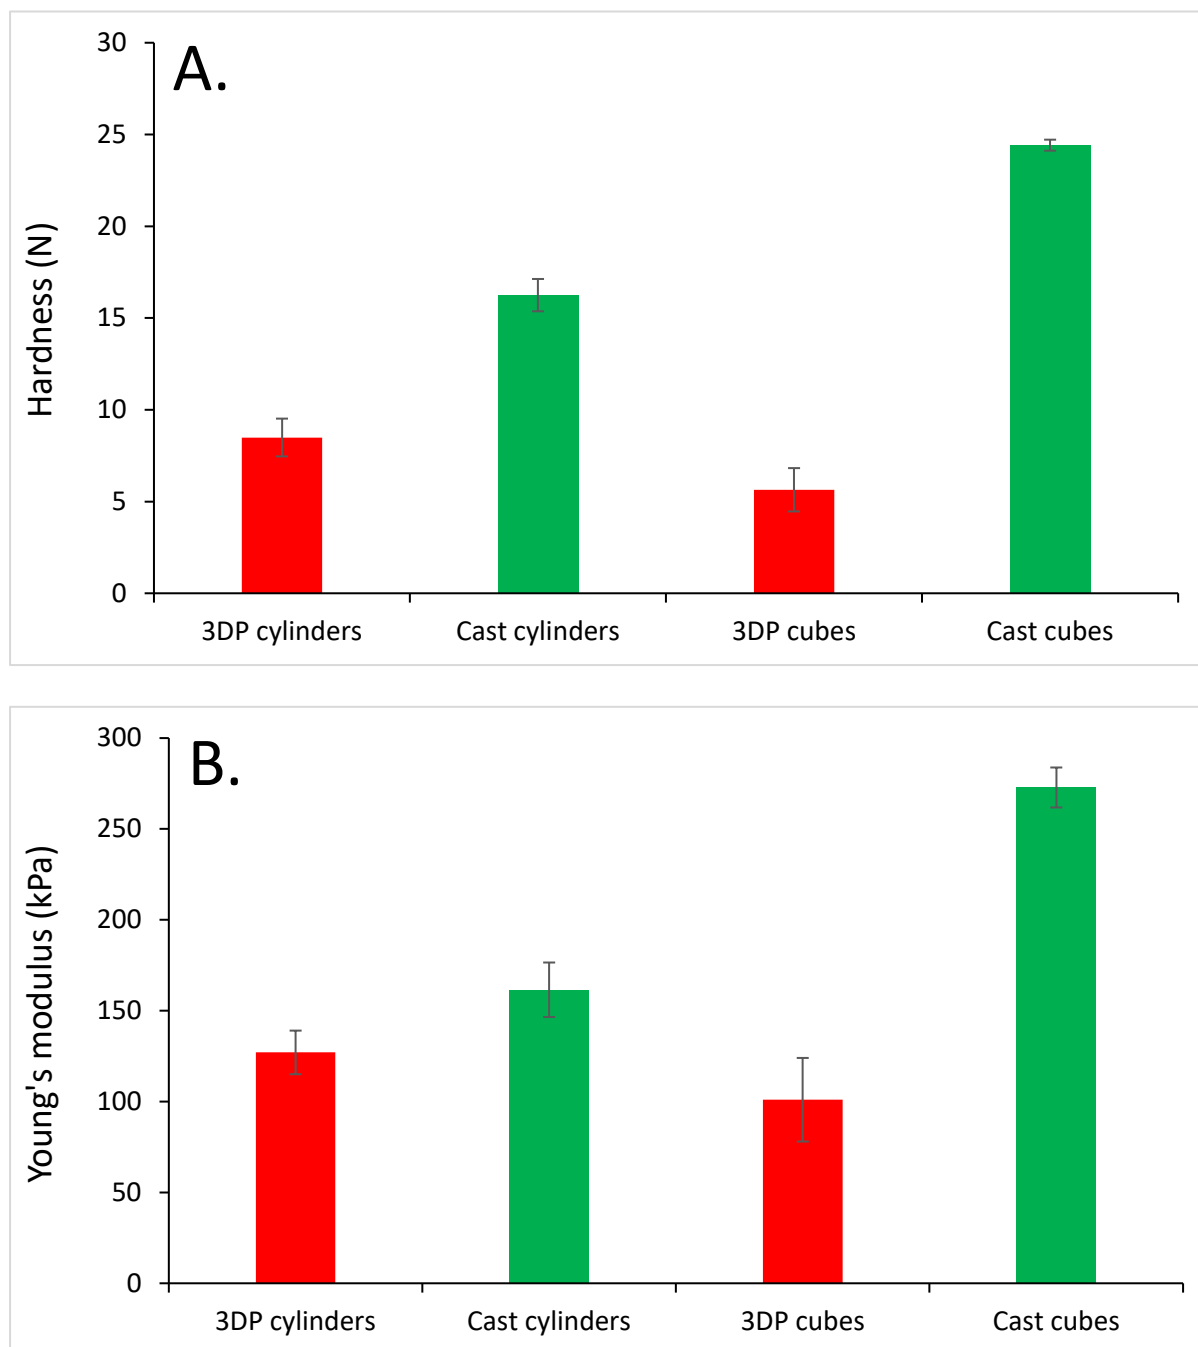 A.
Hardness (N)
30
25
20
15
10
5
0
3DP cylinders
Cast cylinders
3DP cubes
Cast cubes
B.
Young's modulus (kPa)
300
250
200
150
100
50
0
3DP cylinders
Cast cylinders
3DP cubes
Cast cubes